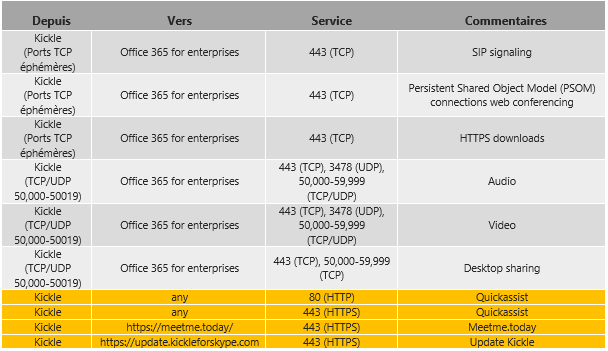 Depuis Vers Service Commentaires
Kickle
(Ports TCP
éphémères) Office 365 for enterprises 443 (TCP) SIP signaling
Kickle
(Ports TCP
éphémères) Office 365 for enterprises 443 (TCP) Persistent Shared Object Model (PSOM)
connections web conferencing
Kickle
(Ports TCP
éphémères) Office 365 for enterprises 443 (TCP) HTTPS downloads
Kickle
(TCP/UDP
50,000-50019) Office 365 for enterprises 443 (TCP), 3478 (UDP),
50,000-59,999
(TCP/UDP) Audio
Kickle
(TCP/UDP
50,000-50019) Office 365 for enterprises 443 (TCP), 3478 (UDP),
50,000-59,999
(TCP/UDP) Video
Kickle
(TCP/UDP
50,000-50019) Office 365 for enterprises 443 (TCP), 50,000-59,999
(TCP) Desktop sharing
Kickle any 80 (HTTP) Quickassist
Kickle any 443 (HTTPS) Quickassist
Kickle https://meetme.today/ 443 (HTTPS) Meetme.today
Kickle https://update.kickleforskype.com 443 (HTTPS) Update Kickle